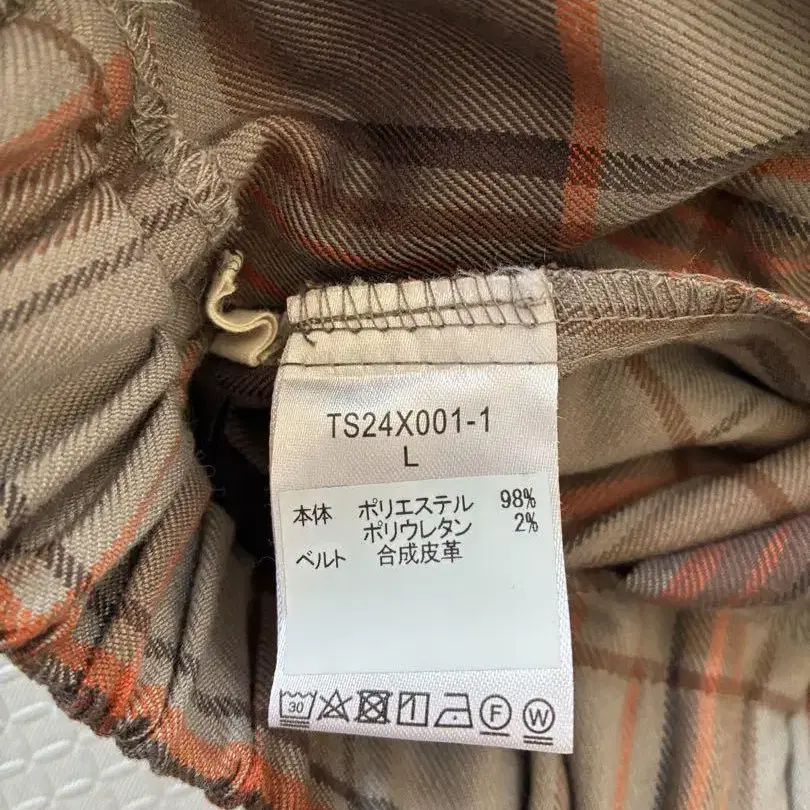 TS24X001-1
L
本体 ポリエステル 98%
ポリウレタン 2%
ベルト 合成皮革
30 F W